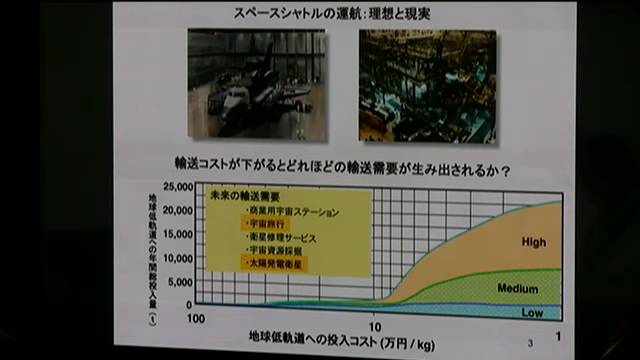 スペースシャトルの運航：理想と現実
輸送コストが下がるとどれほどの輸送需要が生み出されるか？
地球低軌道への年間総投入量（t）
25,000
20,000
15,000
10,000
5,000
0
未来の輸送需要
・商業用宇宙ステーション
・宇宙旅行
・衛星修理サービス
・宇宙資源採掘
・太陽発電衛星
High
Medium
Low
100
10
1
地球低軌道への投入コスト（万円 / kg）
3